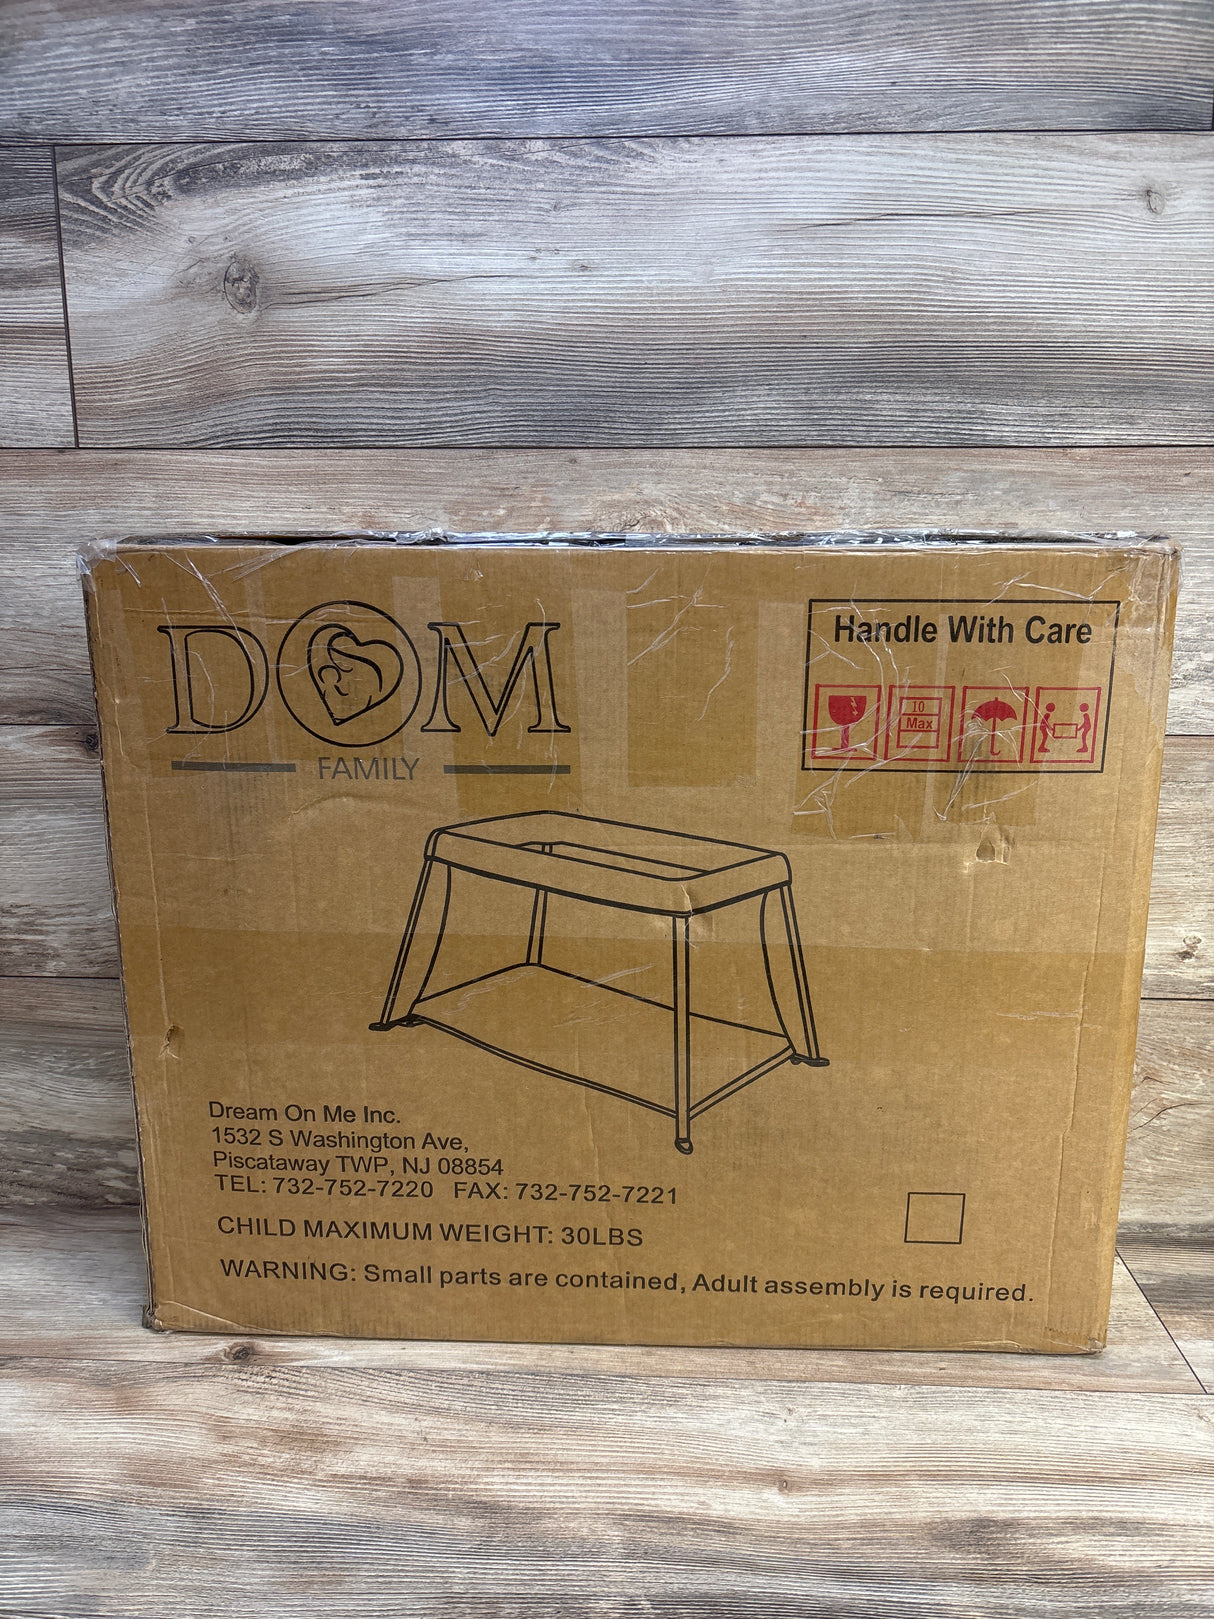 DOM
FAMILY
Handle With Care
10
Max
Dream On Me Inc.
1532 S Washington Ave,
Piscataway TWP, NJ 08854
TEL: 732-752-7220 FAX: 732-752-7221
CHILD MAXIMUM WEIGHT: 30LBS
WARNING: Small parts are contained, Adult assembly is required.